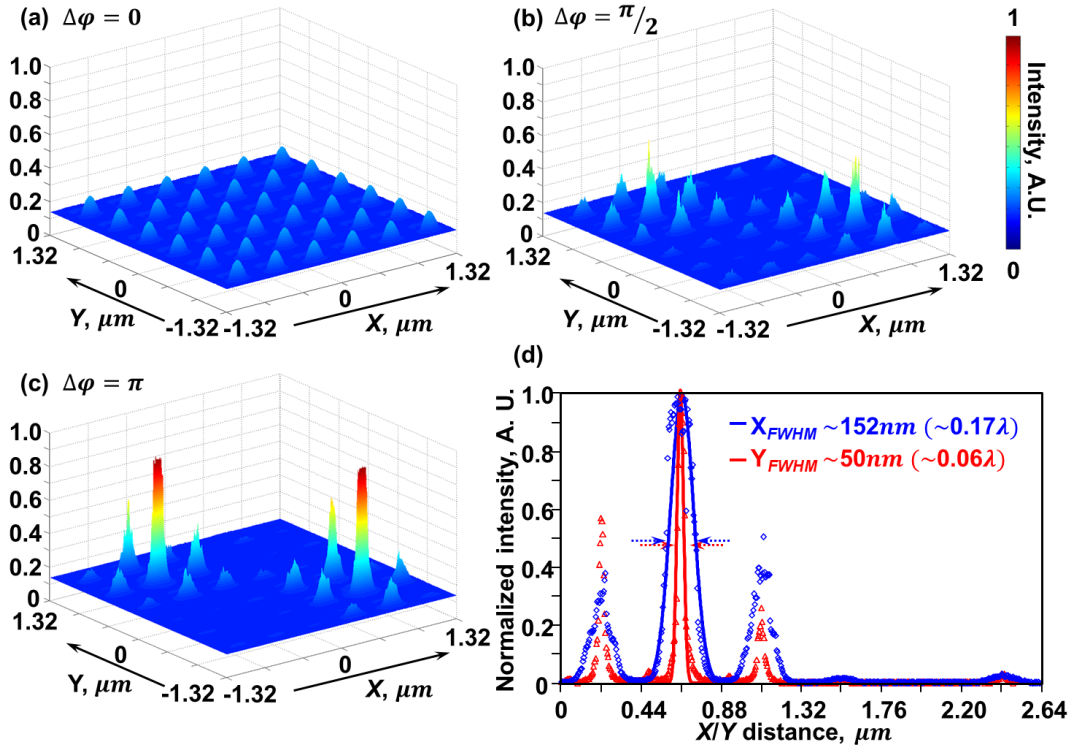 (a) Δφ = 0
1.0
0.8
0.6
0.4
0.2
0
1.32
0
-1.32
Y, μm
-1.32
0
1.32
X, μm
(b) Δφ = π/2
1.0
0.8
0.6
0.4
0.2
0
1.32
0
-1.32
Y, μm
-1.32
0
1.32
X, μm
1
Intensity, A.U.
0
(c) Δφ = π
1.0
0.8
0.6
0.4
0.2
0
1.32
0
-1.32
Y, μm
-1.32
0
1.32
X, μm
(d)
Normalized intensity, A. U.
1.0
0.8
0.6
0.4
0.2
0
X_FWHM ~152nm (~0.17λ)
Y_FWHM ~50nm (~0.06λ)
0 0.44 0.88 1.32 1.76 2.20 2.64
X/Y distance, μm